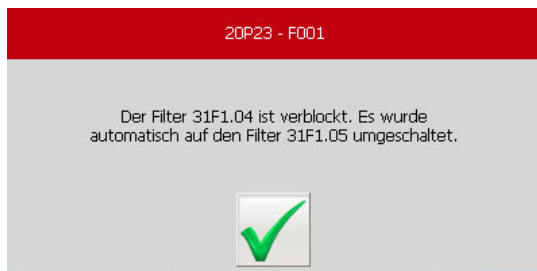 20P23 - F001
Der Filter 31F1.04 ist verblockt. Es wurde
automatisch auf den Filter 31F1.05 umgeschaltet.